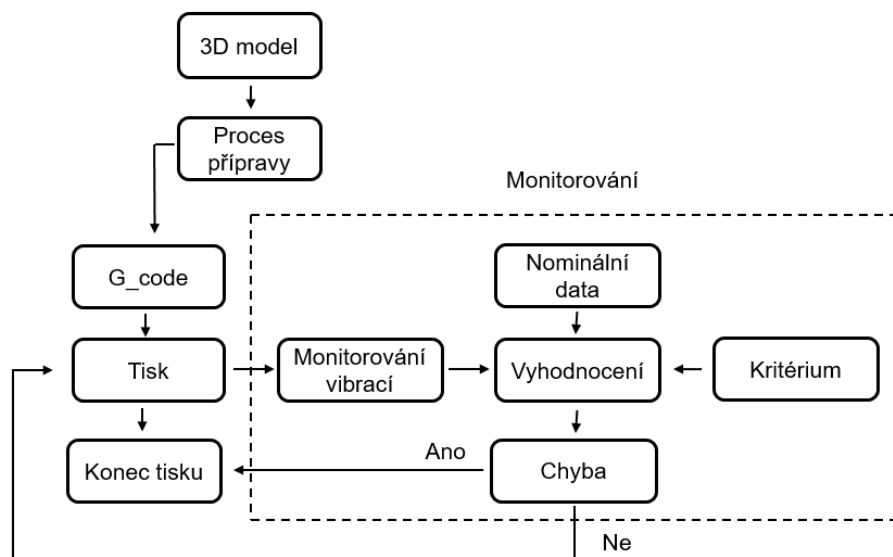 3D model
Proces
přípravy
Monitorování
G_code
Nominální
data
Tisk
Monitorování
vibrací
Vyhodnocení
Kritérium
Ano
Konec tisku
Chyba
Ne